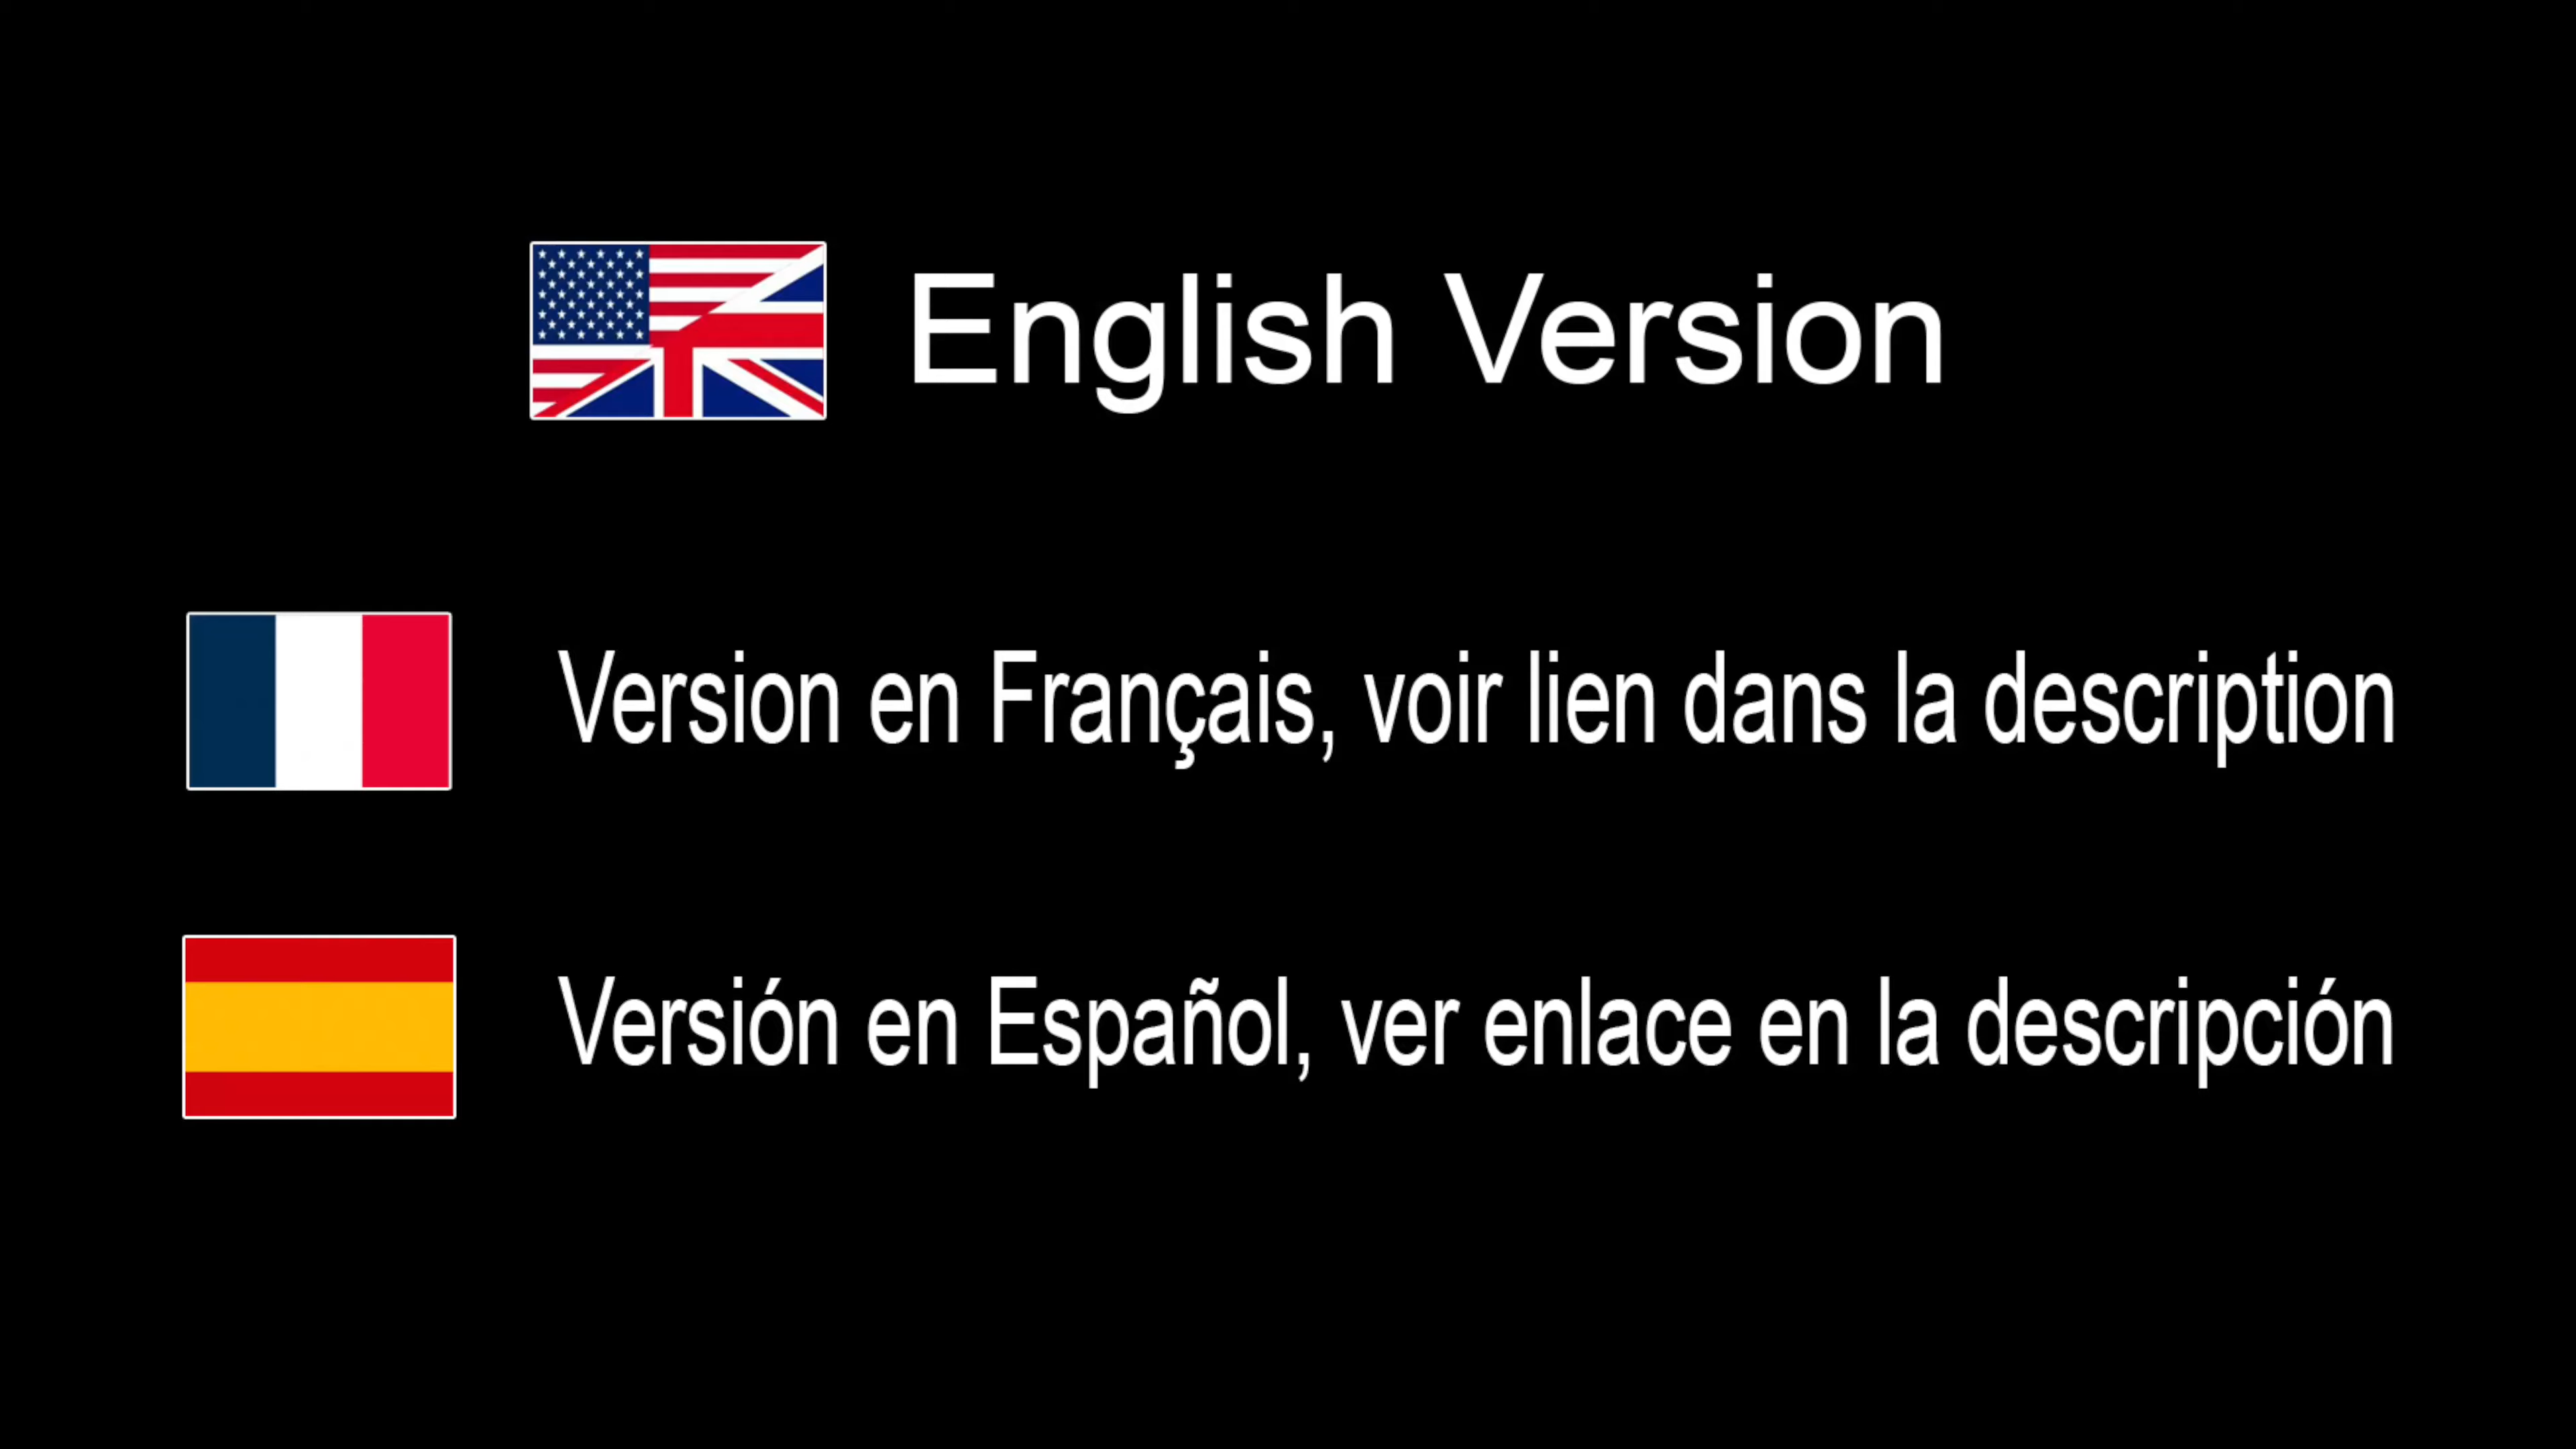 English Version
Version en Français, voir lien dans la description
Versión en Español, ver enlace en la descripción